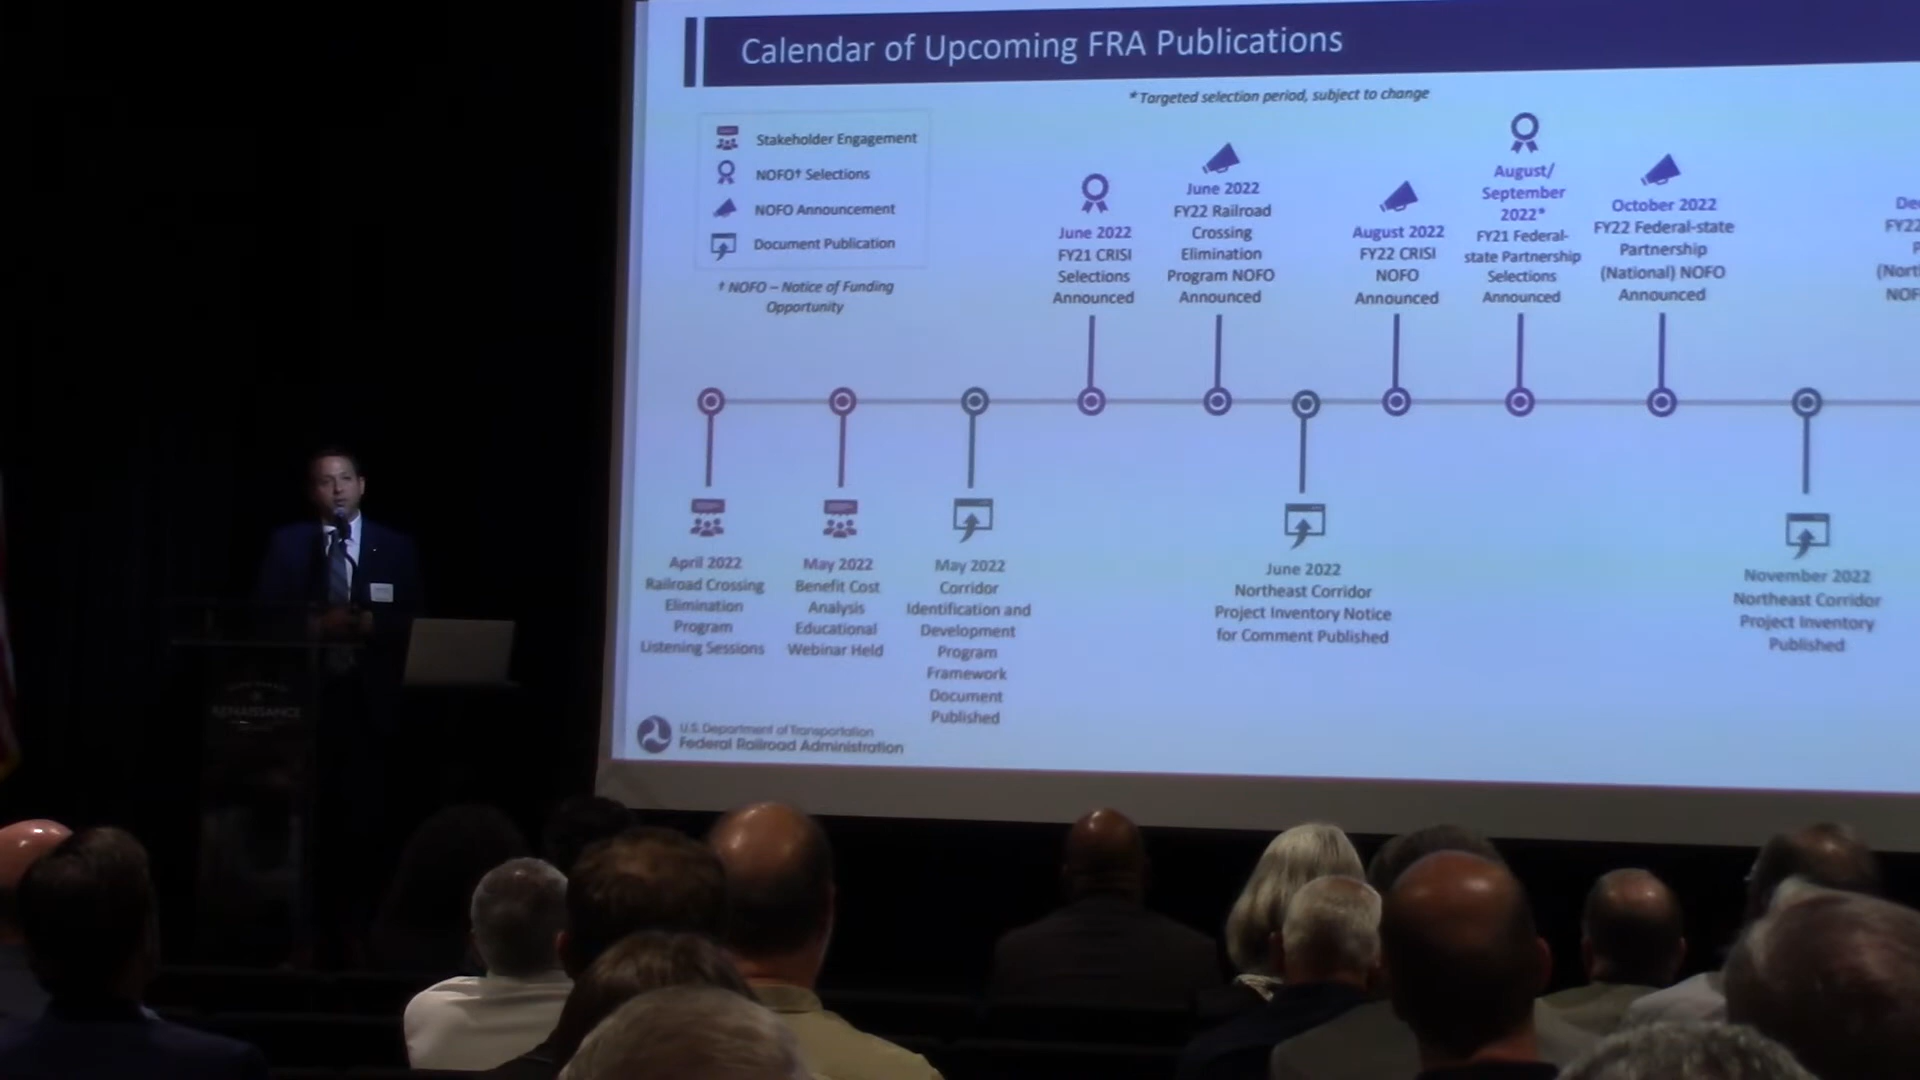 Calendar of Upcoming FRA Publications
* Targeted selection period, subject to change
Stakeholder Engagement
NOFO† Selections
NOFO Announcement
Document Publication
† NOFO – Notice of Funding
Opportunity
June 2022
FY21 CRISI
Selections
Announced
June 2022
FY22 Railroad
Crossing
Elimination
Program NOFO
Announced
August 2022
FY22 CRISI
NOFO
Announced
August/
September
2022*
FY21 Federal-
state Partnership
Selections
Announced
October 2022
FY22 Federal-state
Partnership
(National) NOFO
Announced
De
FY22
P
(Nort
NOF
April 2022
Railroad Crossing
Elimination
Program
Listening Sessions
May 2022
Benefit Cost
Analysis
Educational
Webinar Held
May 2022
Corridor
Identification and
Development
Program
Framework
Document
Published
June 2022
Northeast Corridor
Project Inventory Notice
for Comment Published
November 2022
Northeast Corridor
Project Inventory
Published
U.S. Department of Transportation
Federal Railroad Administration
RENAISSANCE